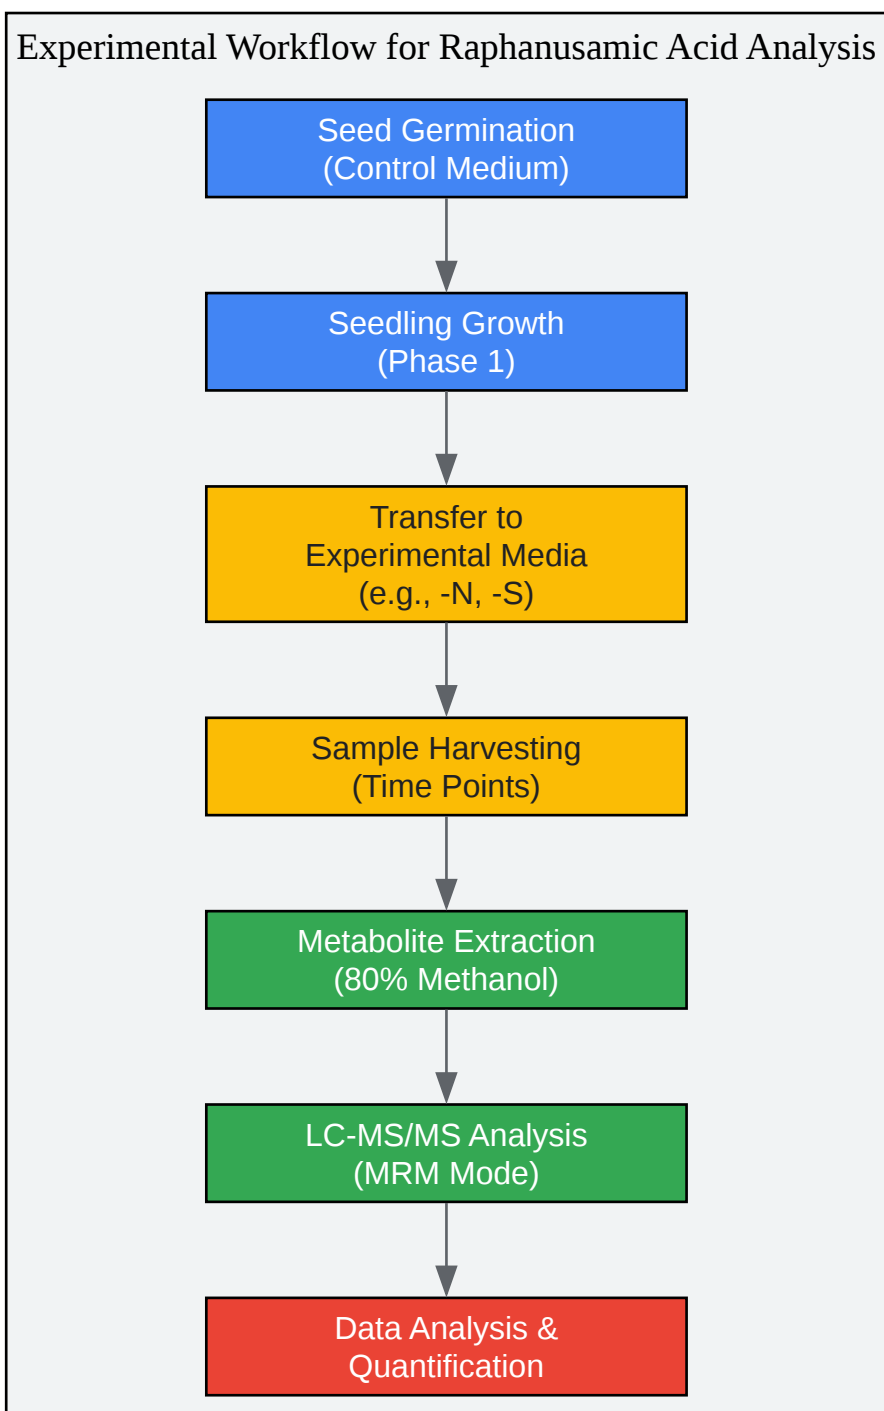 Experimental Workflow for Raphanusamic Acid Analysis
Seed Germination
(Control Medium)
Seedling Growth
(Phase 1)
Transfer to
Experimental Media
(e.g., -N, -S)
Sample Harvesting
(Time Points)
Metabolite Extraction
(80% Methanol)
LC-MS/MS Analysis
(MRM Mode)
Data Analysis &
Quantification